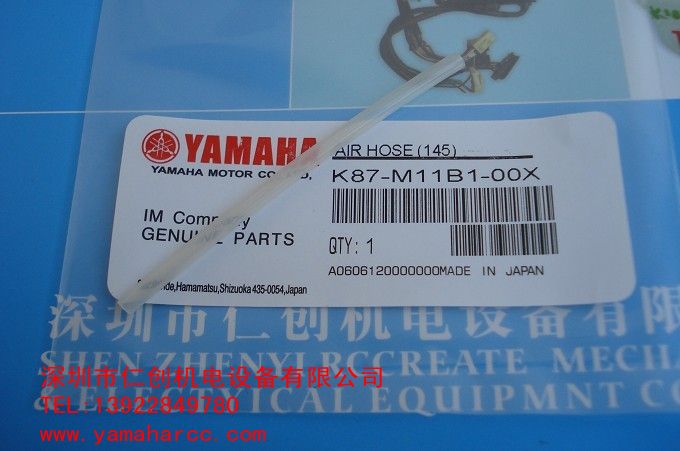 YAMAHA
YAMAHA MOTOR CO.,LTD.
AIR HOSE (145)
K87-M11B1-00X
IM Company
GENUINE PARTS
QTY: 1
A0606120000000MADE IN JAPAN
Hamamatsu,Shizuoka 435-0054,Japan
深圳市仁创机电设备有限
SHEN ZHENYI RCCREATE MECH
& E ICAL EQUIPMNT CO
深圳市仁创机电设备有限公司
TEL:13922849780
www.yamaharcc.com